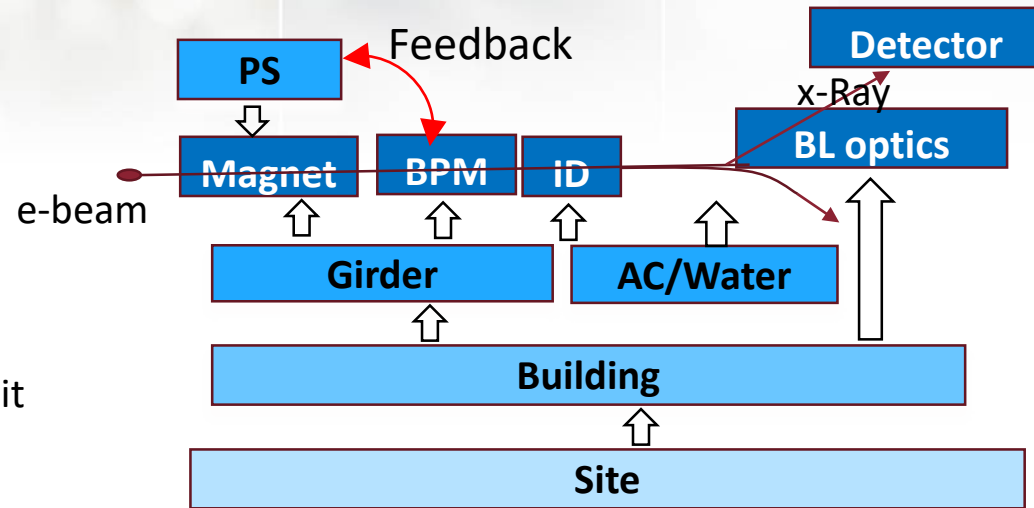 Feedback
Detector
PS
x-Ray
BL optics
Magnet
BPM
ID
e-beam
Girder
AC/Water
Building
it
Site